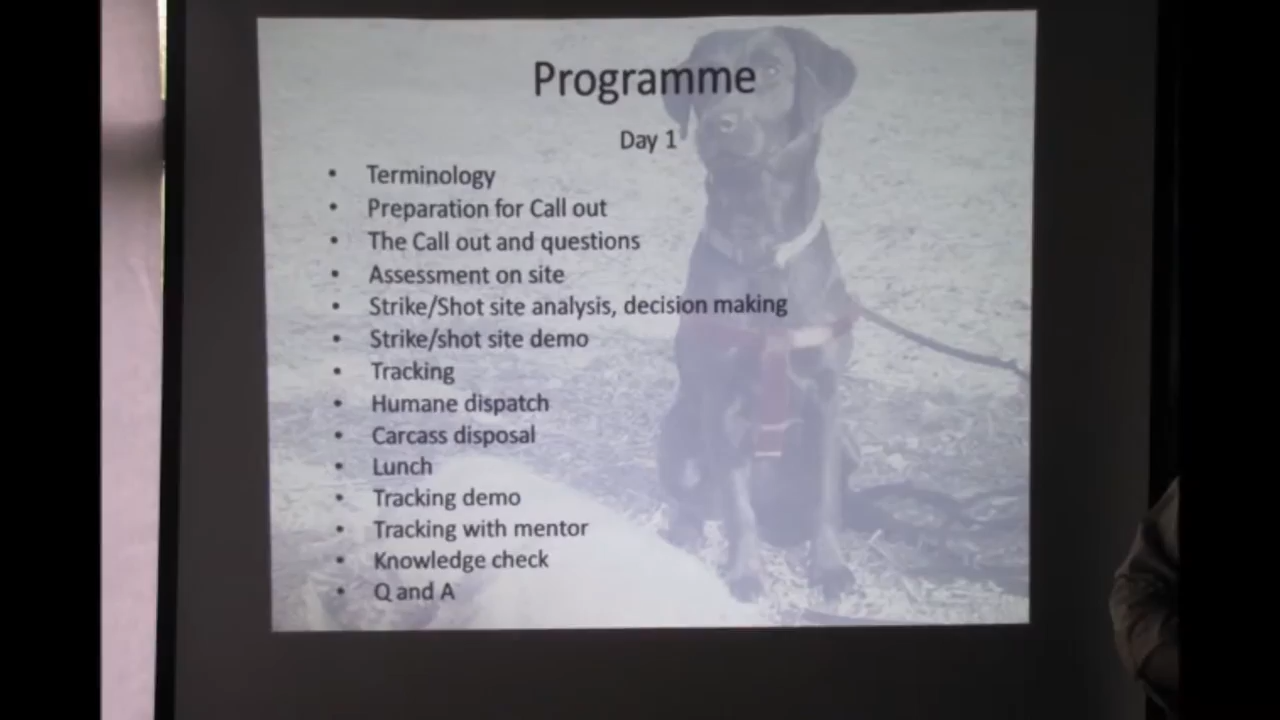 Programme
Day 1
• Terminology
• Preparation for Call out
• The Call out and questions
• Assessment on site
• Strike/Shot site analysis, decision making
• Strike/shot site demo
• Tracking
• Humane dispatch
• Carcass disposal
• Lunch
• Tracking demo
• Tracking with mentor
• Knowledge check
• Q and A